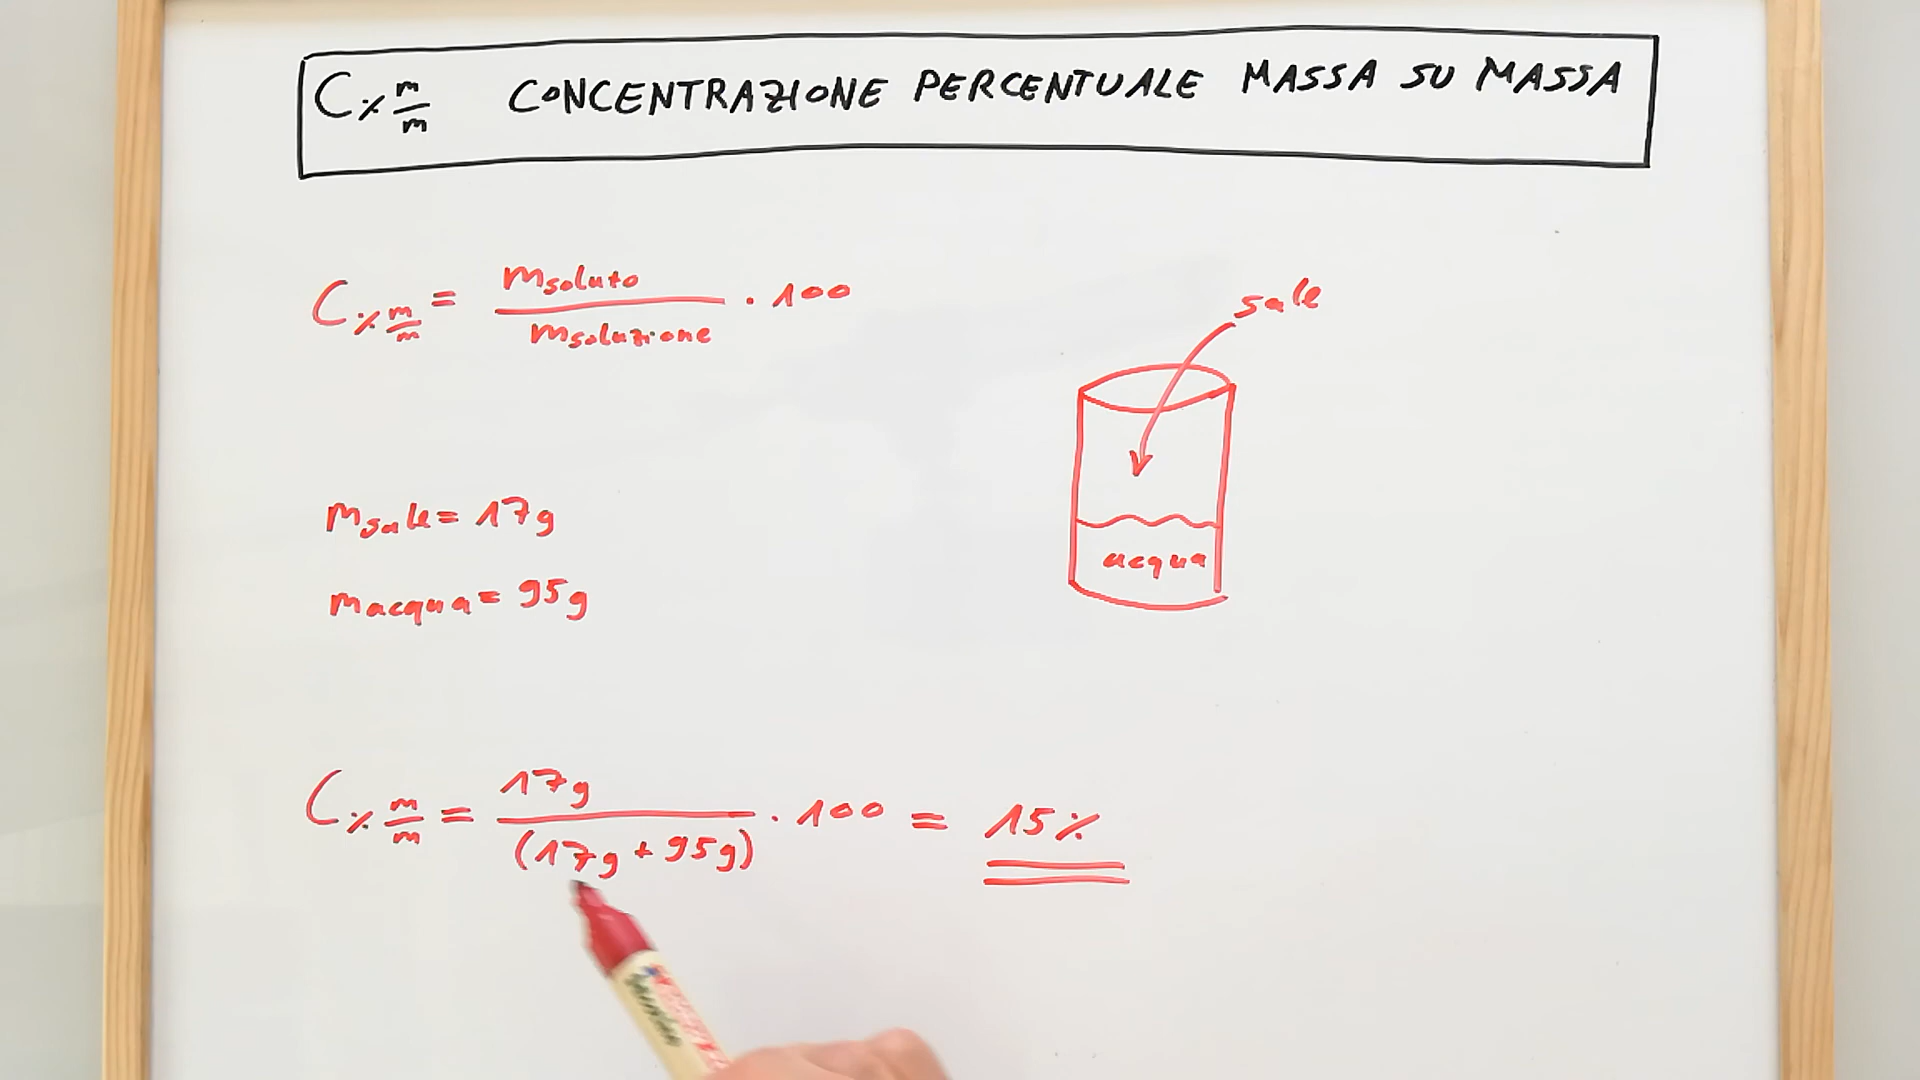 C% m/m CONCENTRAZIONE PERCENTUALE MASSA SU MASSA
C% m/m = msoluto / msoluzione · 100
sale
msale = 17g
acqua
macqua = 95g
C% m/m = 17g / (17g + 95g) · 100 = 15%